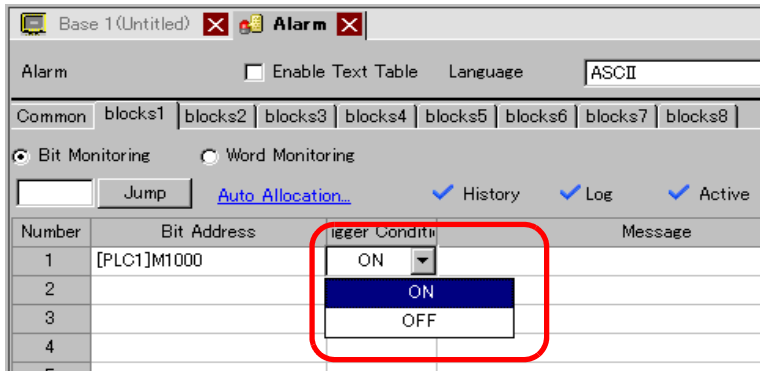 Base 1(Untitled) Alarm
Alarm Enable Text Table Language ASCII
Common blocks1 blocks2 blocks3 blocks4 blocks5 blocks6 blocks7 blocks8
Bit Monitoring Word Monitoring
Jump Auto Allocation... History Log Active
Number Bit Address igger Conditi Message
1 [PLC1]M1000 ON
2 ON
3 OFF
4